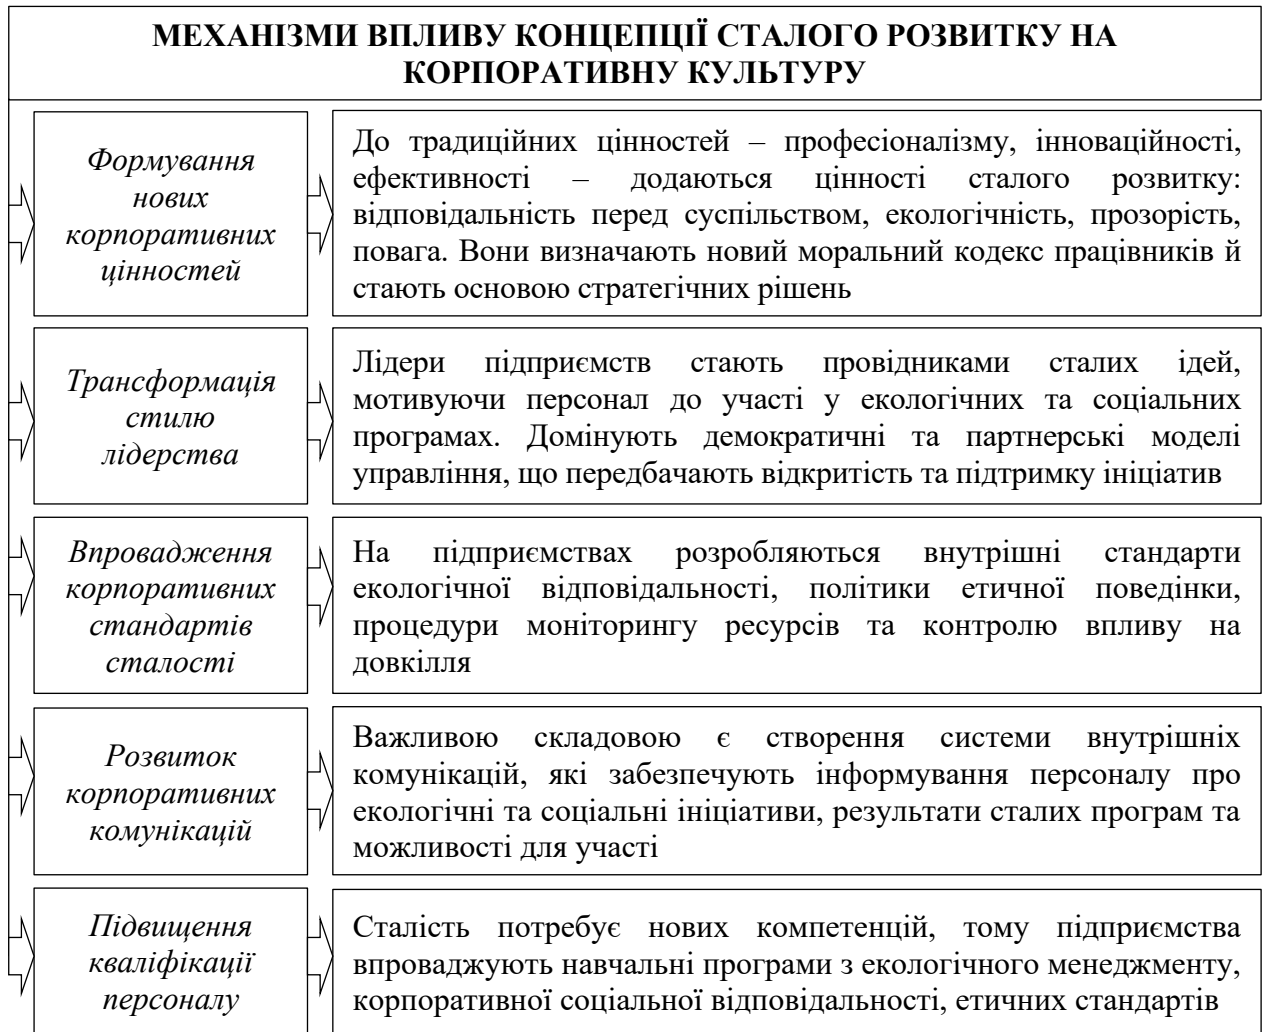 МЕХАНІЗМИ ВПЛИВУ КОНЦЕПЦІЇ СТАЛОГО РОЗВИТКУ НА
КОРПОРАТИВНУ КУЛЬТУРУ
Формування
нових
корпоративних
цінностей
До традиційних цінностей – професіоналізму, інноваційності,
ефективності – додаються цінності сталого розвитку:
відповідальність перед суспільством, екологічність, прозорість,
повага. Вони визначають новий моральний кодекс працівників й
стають основою стратегічних рішень
Трансформація
стилю
лідерства
Лідери підприємств стають провідниками сталих ідей,
мотивуючи персонал до участі у екологічних та соціальних
програмах. Домінують демократичні та партнерські моделі
управління, що передбачають відкритість та підтримку ініціатив
Впровадження
корпоративних
стандартів
сталості
На підприємствах розробляються внутрішні стандарти
екологічної відповідальності, політики етичної поведінки,
процедури моніторингу ресурсів та контролю впливу на
довкілля
Розвиток
корпоративних
комунікацій
Важливою складовою є створення системи внутрішніх
комунікацій, які забезпечують інформування персоналу про
екологічні та соціальні ініціативи, результати сталих програм та
можливості для участі
Підвищення
кваліфікації
персоналу
Сталість потребує нових компетенцій, тому підприємства
впроваджують навчальні програми з екологічного менеджменту,
корпоративної соціальної відповідальності, етичних стандартів